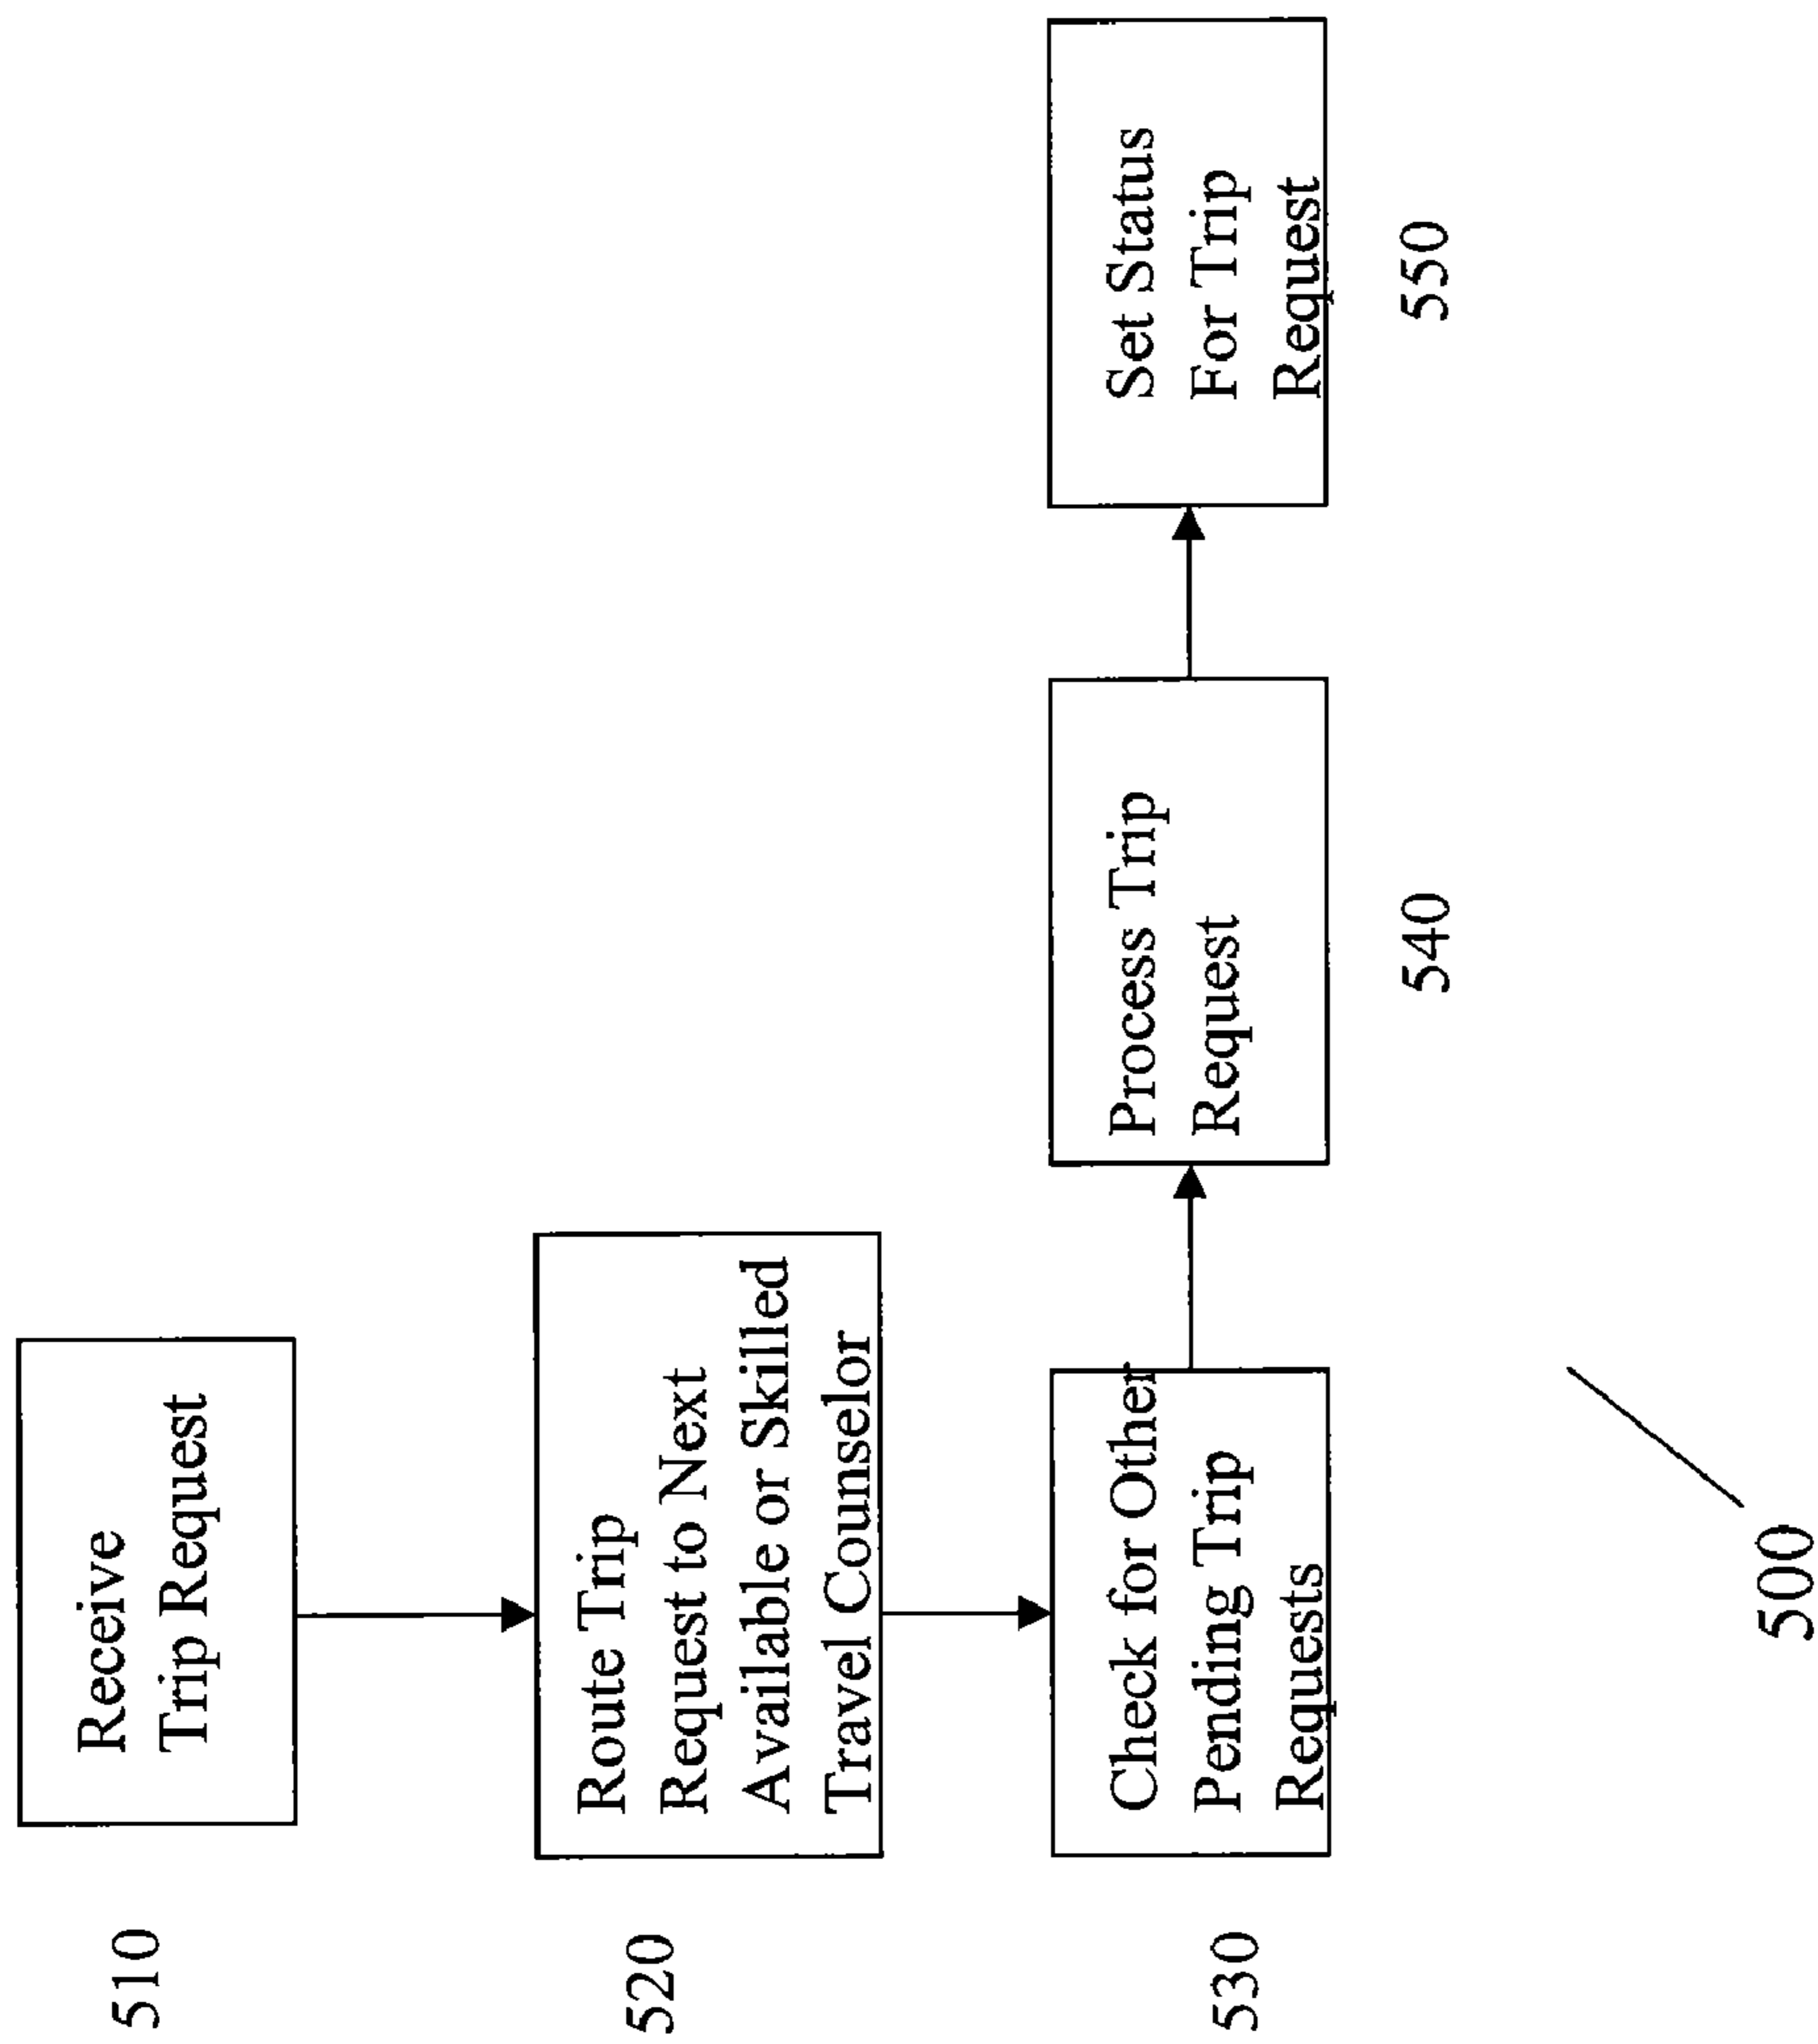 510
Receive
Trip Request
520
Route Trip
Request to Next
Available or Skilled
Travel Counselor
530
Check for Other
Pending Trip
Requests
Process Trip
Request
540
Set Status
For Trip
Request
550
500